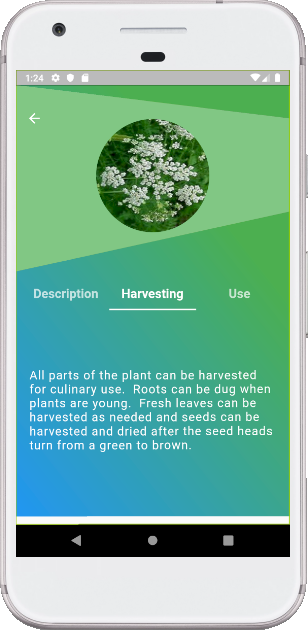 1:24
Description Harvesting Use
All parts of the plant can be harvested
for culinary use.  Roots can be dug when
plants are young.  Fresh leaves can be
harvested as needed and seeds can be
harvested and dried after the seed heads
turn from a green to brown.